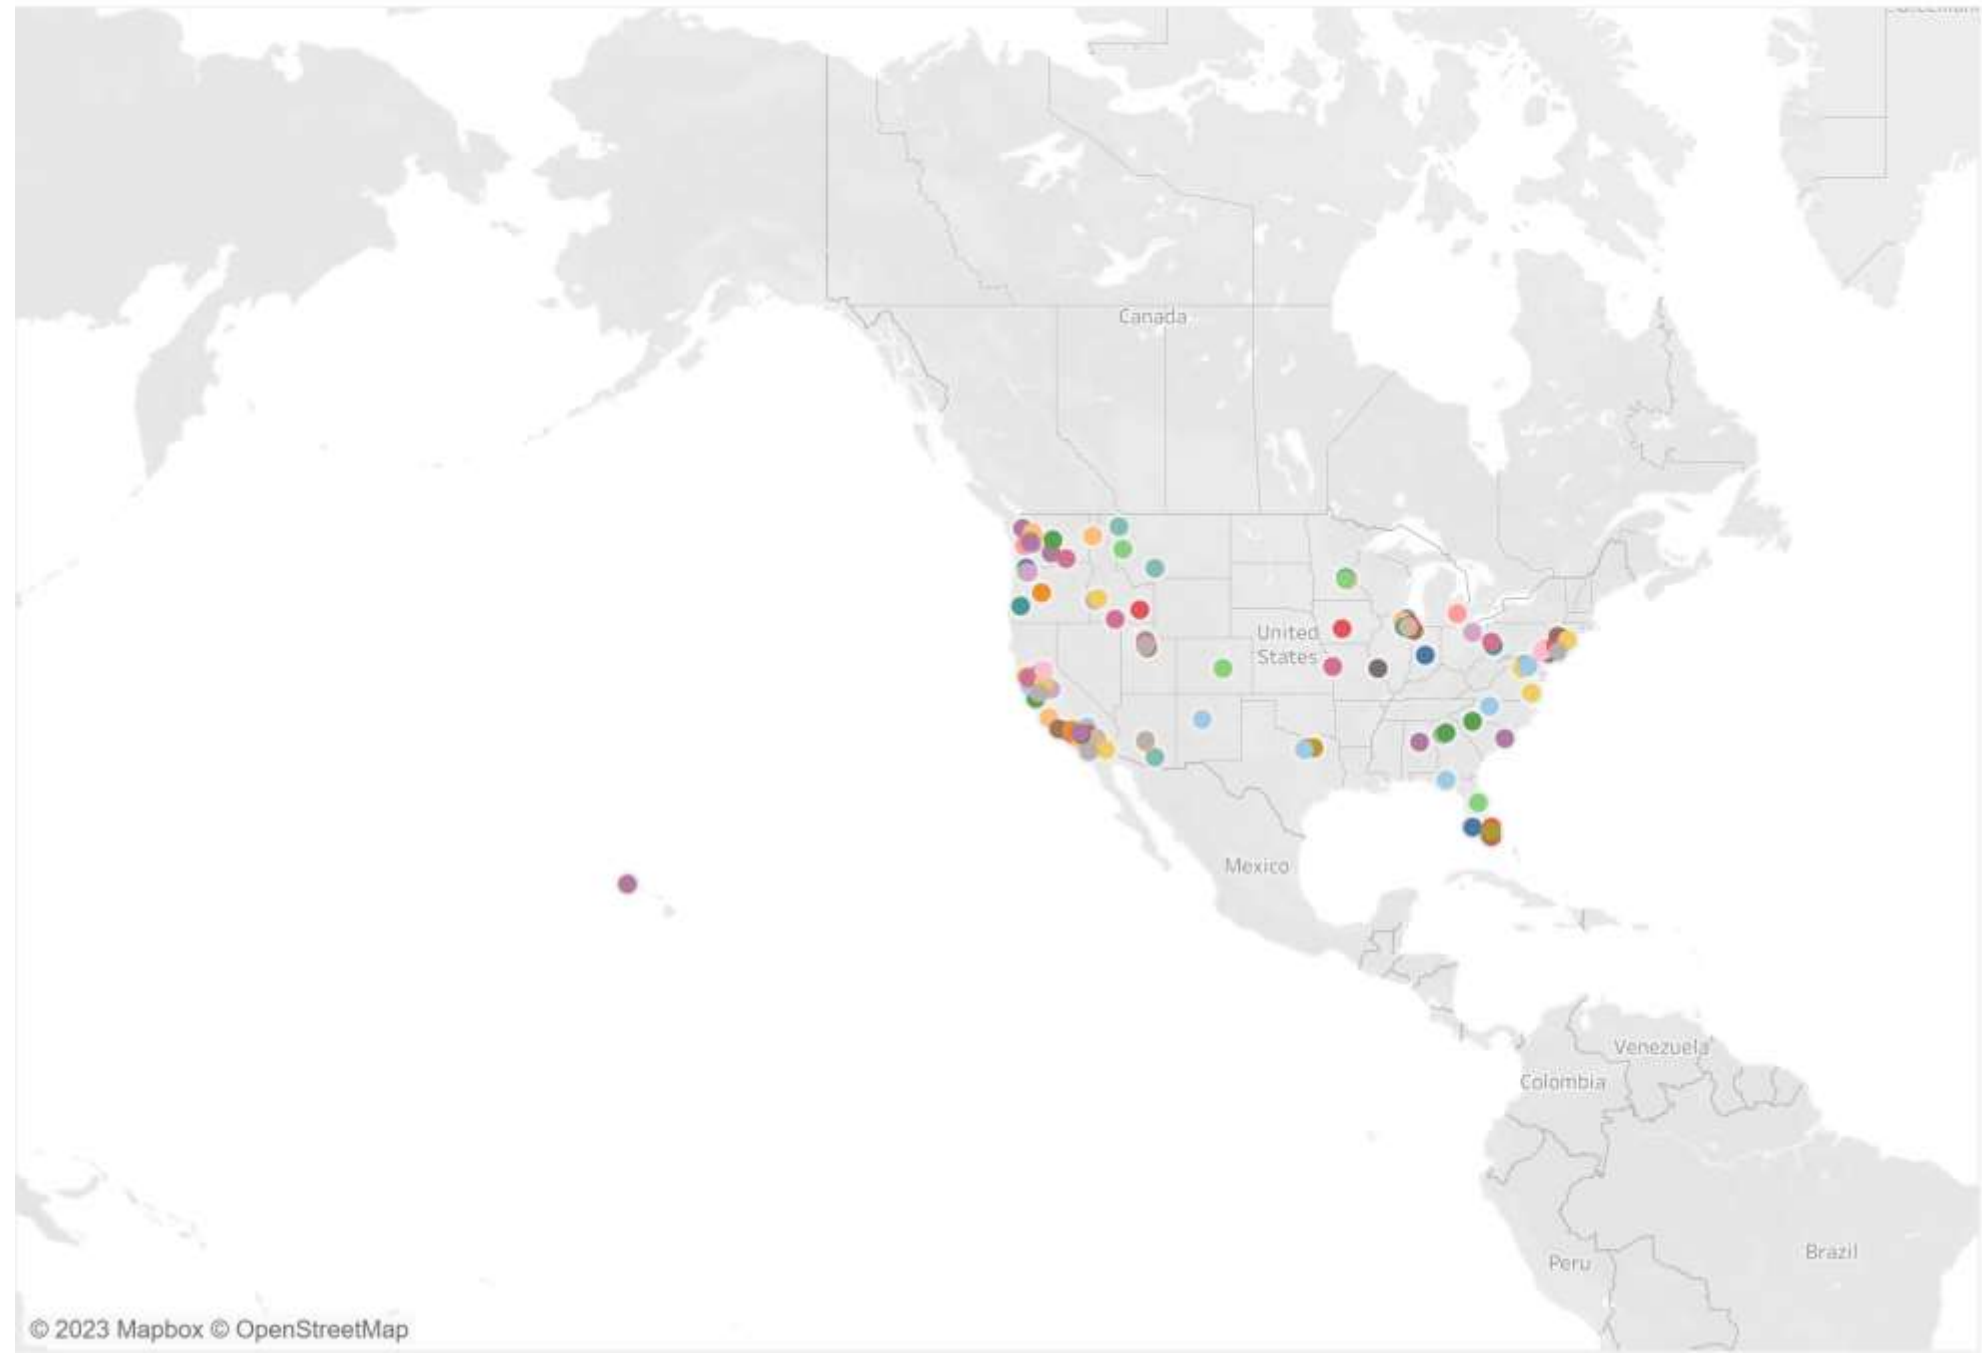 Canada
United
States
Mexico
Venezuela
Colombia
Peru
Brazil
© 2023 Mapbox © OpenStreetMap